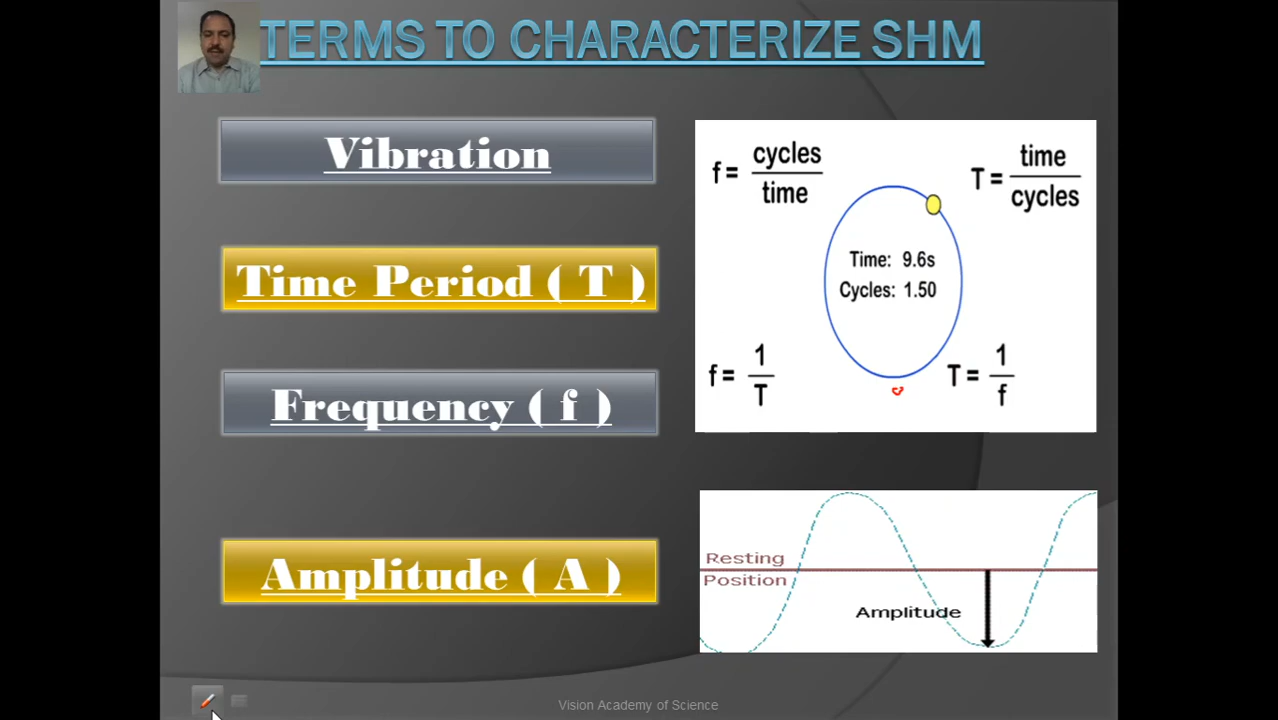 TERMS TO CHARACTERIZE SHM
Vibration
Time Period ( T )
Frequency ( f )
Amplitude ( A )
f = cycles / time
T = time / cycles
Time: 9.6s
Cycles: 1.50
f = 1 / T
T = 1 / f
Resting
Position
Amplitude
Vision Academy of Science